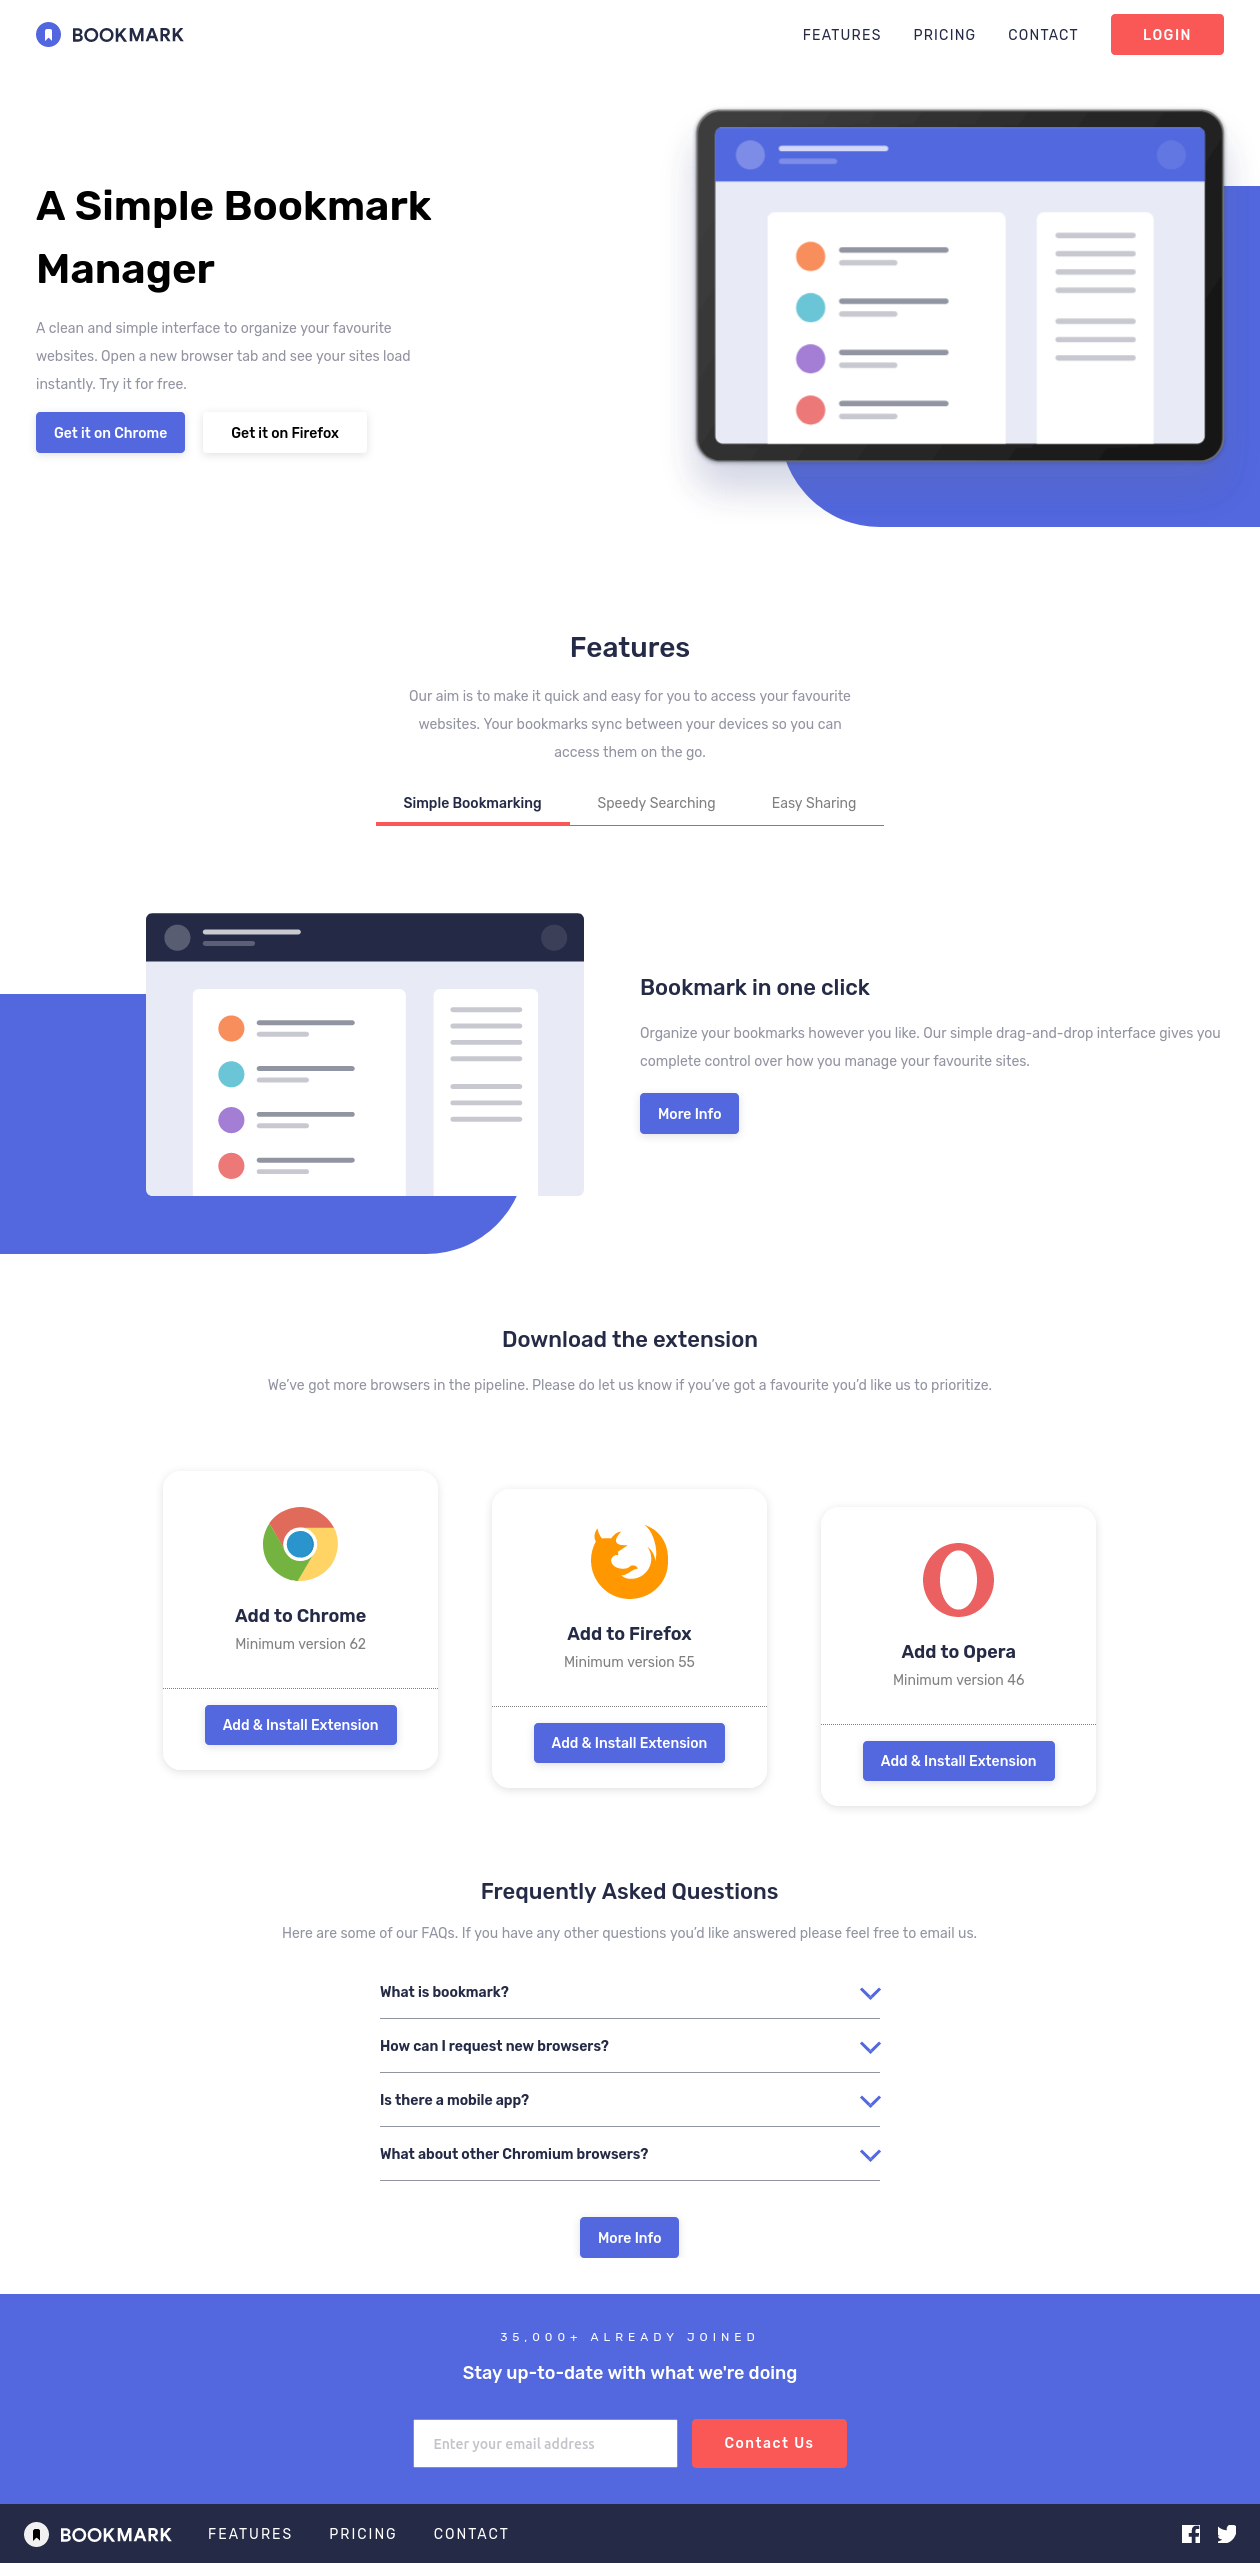 BOOKMARK
FEATURES PRICING CONTACT LOGIN
A Simple Bookmark
Manager
A clean and simple interface to organize your favourite
websites. Open a new browser tab and see your sites load
instantly. Try it for free.
Get it on Chrome Get it on Firefox
Features
Our aim is to make it quick and easy for you to access your favourite
websites. Your bookmarks sync between your devices so you can
access them on the go.
Simple Bookmarking Speedy Searching Easy Sharing
Bookmark in one click
Organize your bookmarks however you like. Our simple drag-and-drop interface gives you
complete control over how you manage your favourite sites.
More Info
Download the extension
We’ve got more browsers in the pipeline. Please do let us know if you’ve got a favourite you’d like us to prioritize.
Add to Chrome
Minimum version 62
Add & Install Extension
Add to Firefox
Minimum version 55
Add & Install Extension
Add to Opera
Minimum version 46
Add & Install Extension
Frequently Asked Questions
Here are some of our FAQs. If you have any other questions you’d like answered please feel free to email us.
What is bookmark?
How can I request new browsers?
Is there a mobile app?
What about other Chromium browsers?
More Info
35,000+ ALREADY JOINED
Stay up-to-date with what we're doing
Enter your email address Contact Us
BOOKMARK FEATURES PRICING CONTACT